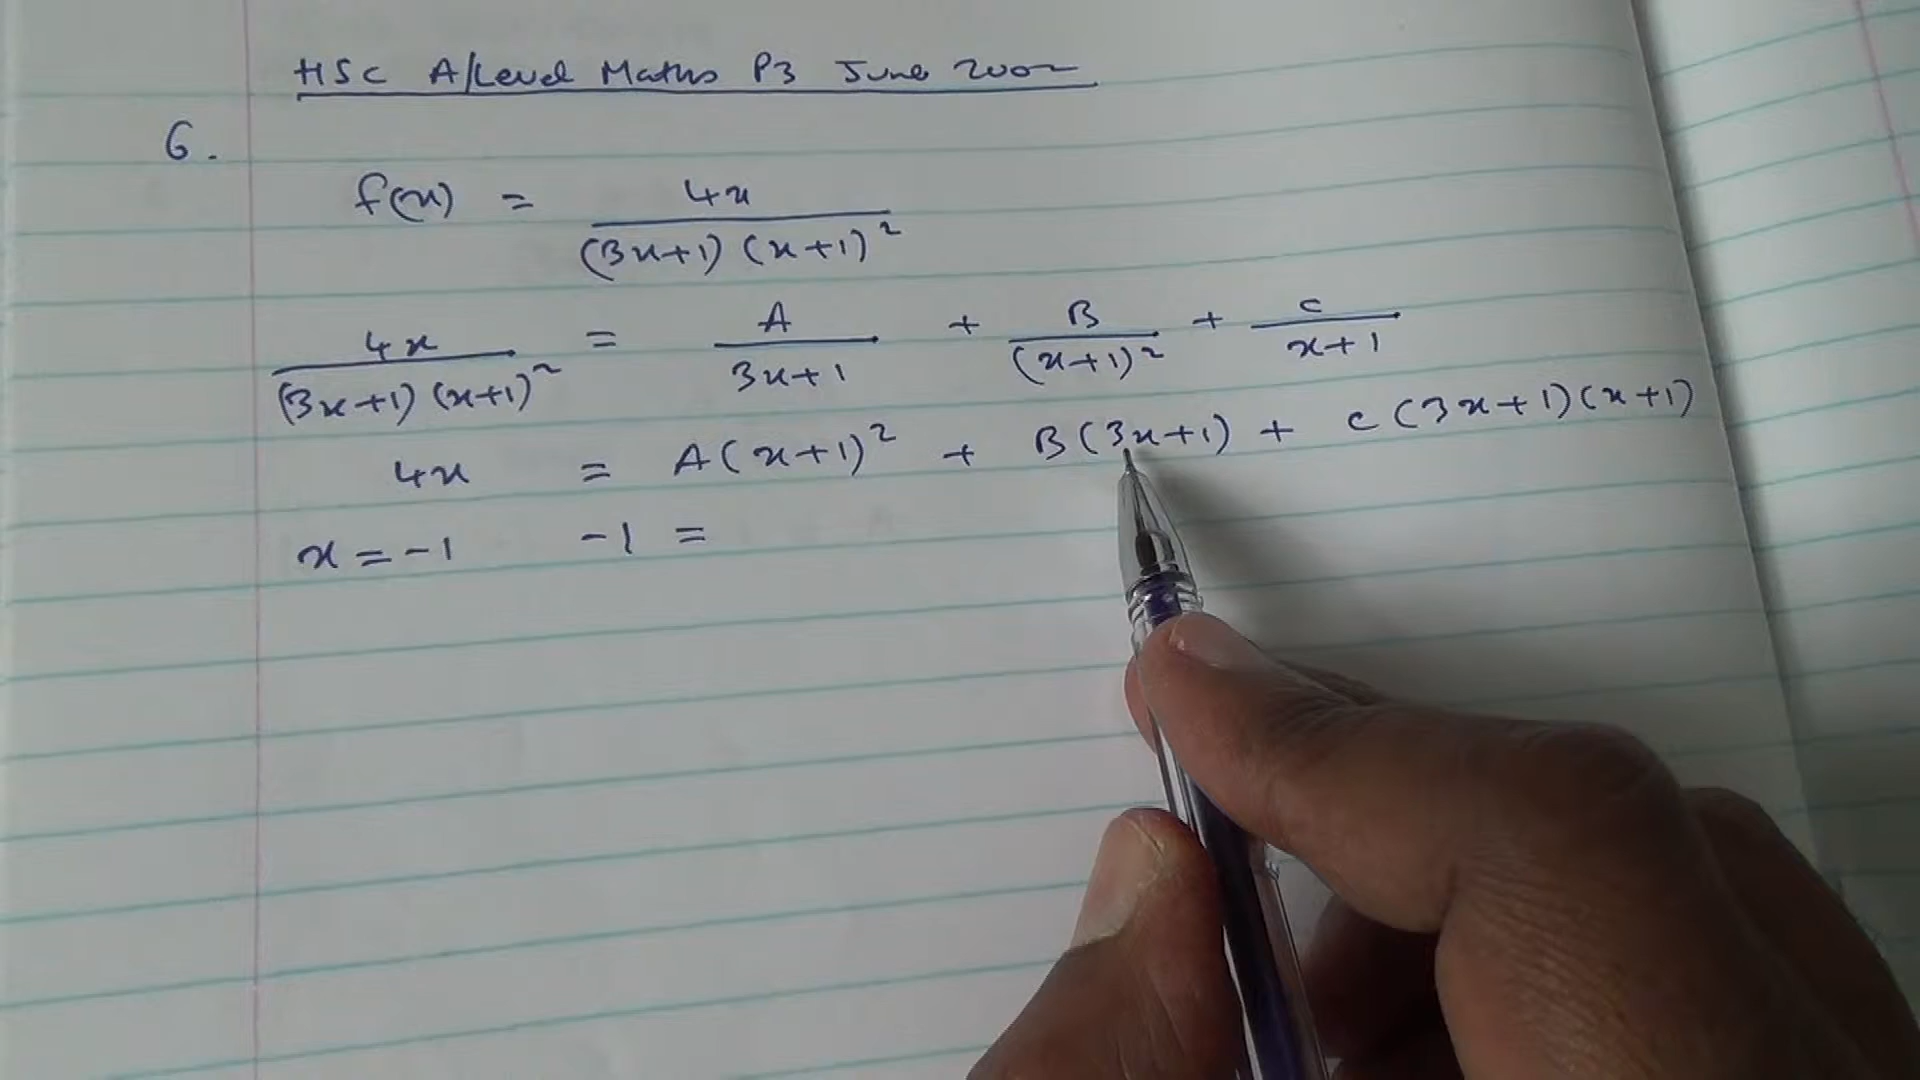 HSC A/Level Maths P3 June 2002
6.
f(x) = 4x / (3x+1)(x+1)²
4x / (3x+1)(x+1)² = A / 3x+1 + B / (x+1)² + C / x+1
4x = A(x+1)² + B(3x+1) + C(3x+1)(x+1)
x = -1 -1 =